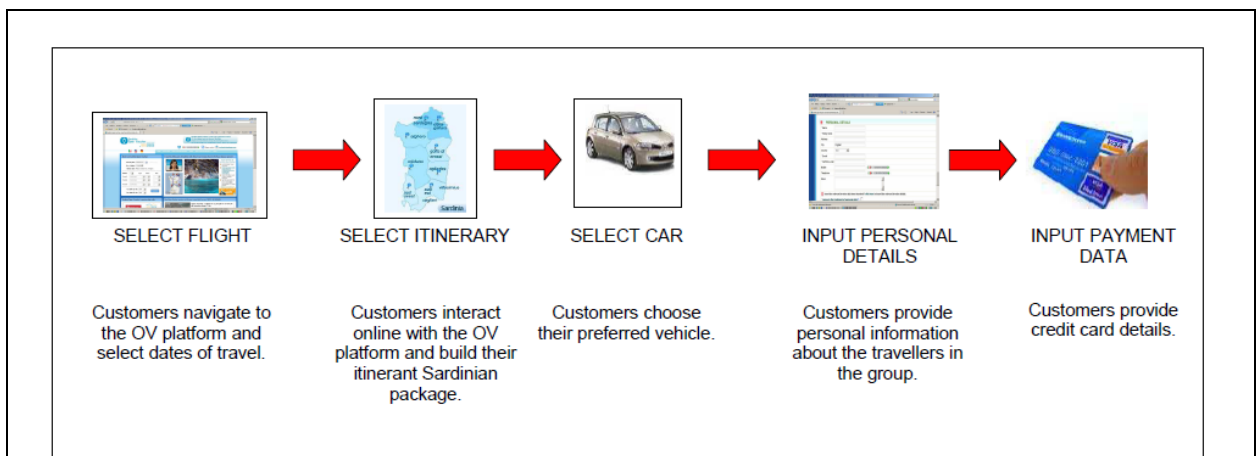 SELECT FLIGHT
SELECT ITINERARY
SELECT CAR
INPUT PERSONAL
DETAILS
INPUT PAYMENT
DATA
Customers navigate to
the OV platform and
select dates of travel.
Customers interact
online with the OV
platform and build their
itinerant Sardinian
package.
Customers choose
their preferred vehicle.
Customers provide
personal information
about the travellers in
the group.
Customers provide
credit card details.
Sardinia
VISA